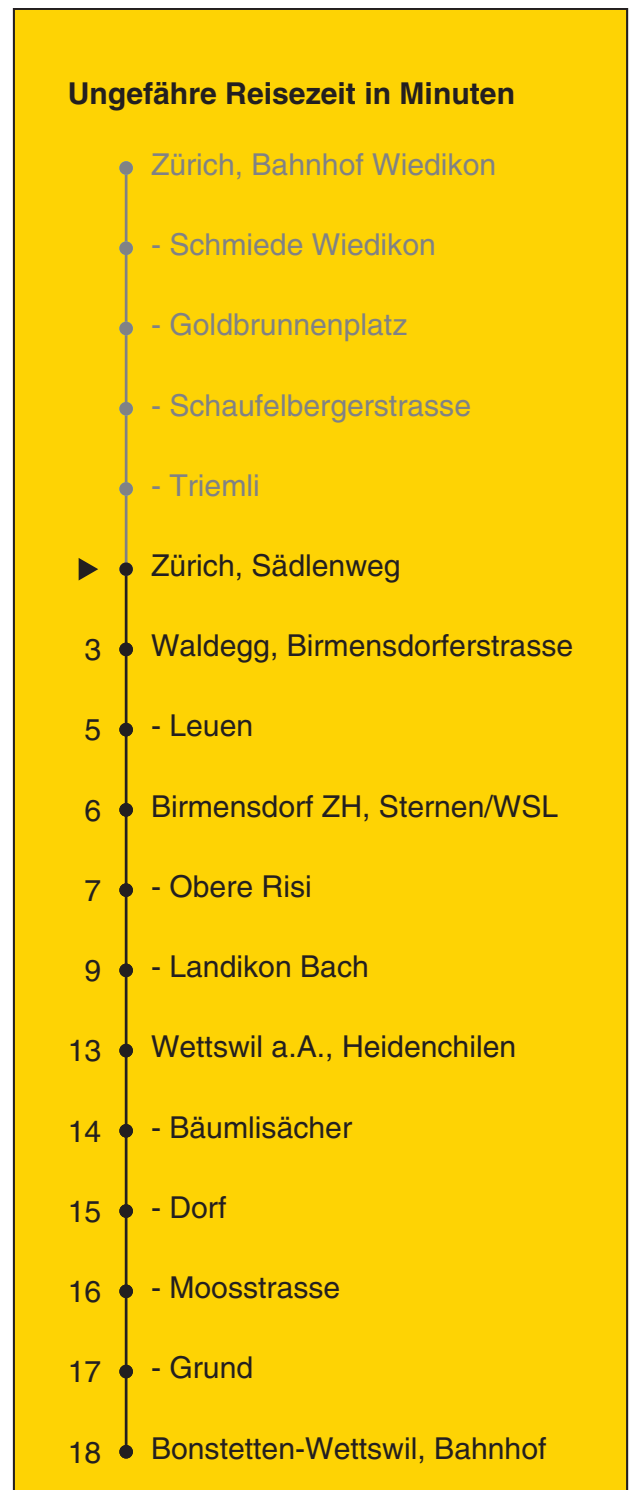 Ungefähre Reisezeit in Minuten
Zürich, Bahnhof Wiedikon
- Schmiede Wiedikon
- Goldbrunnenplatz
- Schaufelbergerstrasse
- Triemli
Zürich, Sädlenweg
3 Waldegg, Birmensdorferstrasse
5 - Leuen
6 Birmensdorf ZH, Sternen/WSL
7 - Obere Risi
9 - Landikon Bach
13 Wettswil a.A., Heidenchilen
14 - Bäumlisächer
15 - Dorf
16 - Moosstrasse
17 - Grund
18 Bonstetten-Wettswil, Bahnhof